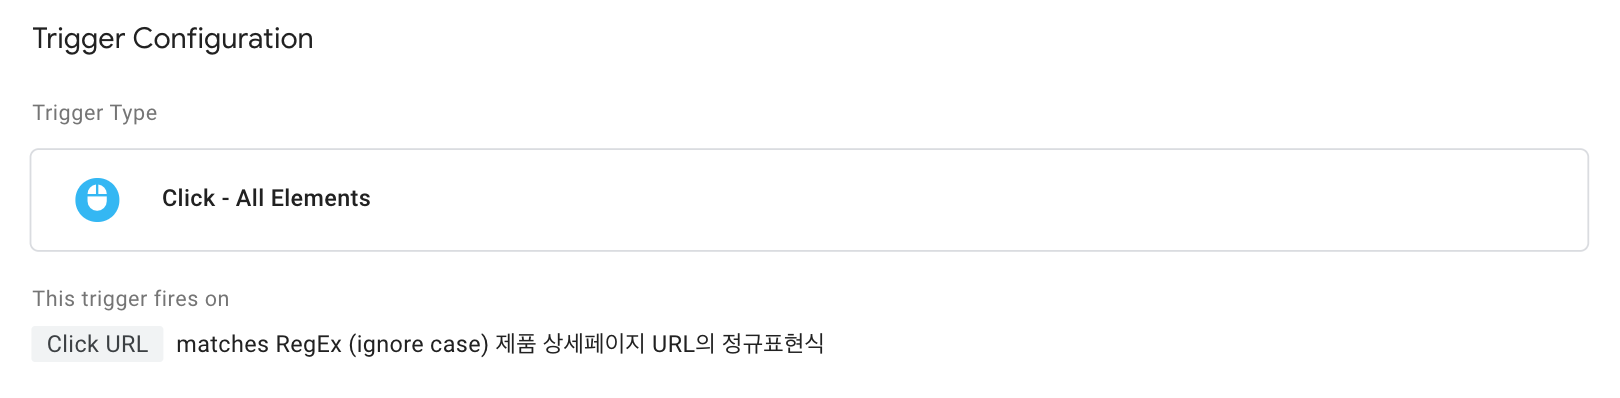 Trigger Configuration
Trigger Type
Click - All Elements
This trigger fires on
Click URL matches RegEx (ignore case) 제품 상세페이지 URL의 정규표현식